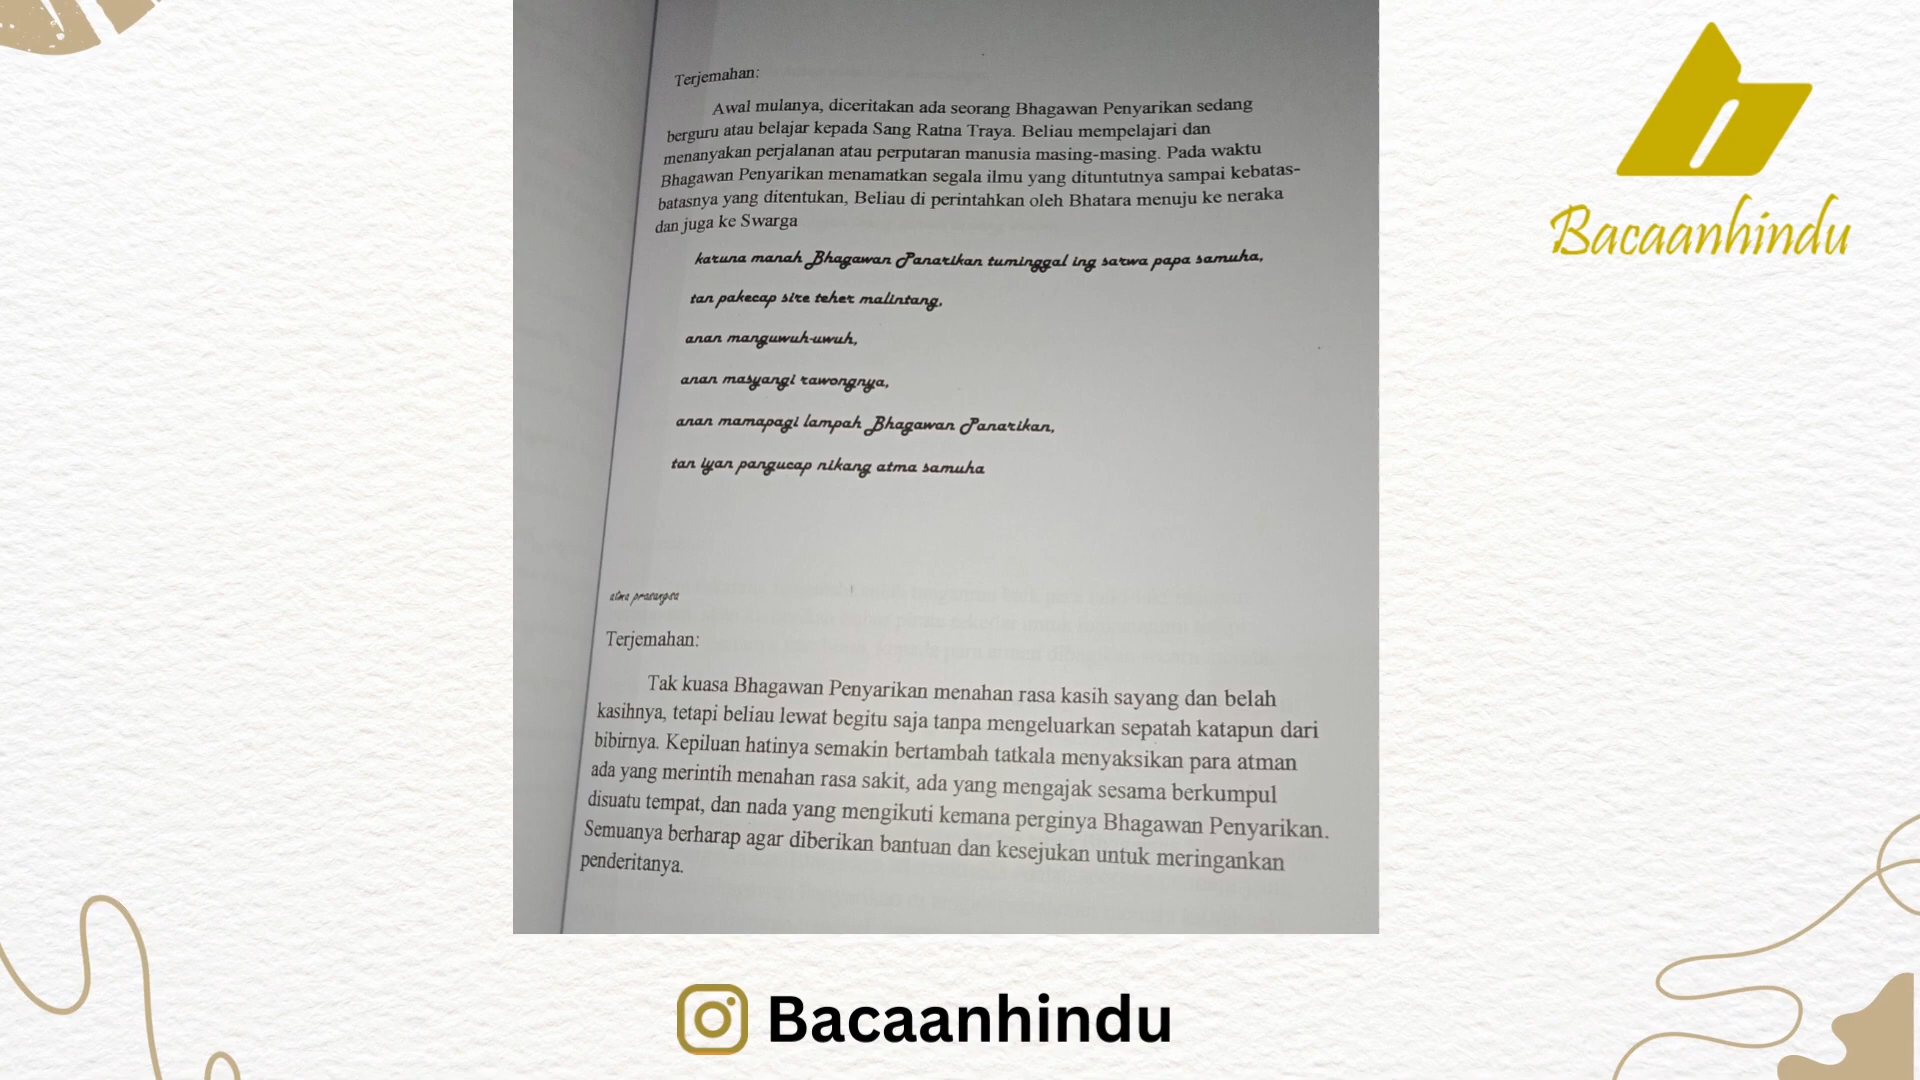 Terjemahan:
Awal mulanya, diceritakan ada seorang Bhagawan Penyarikan sedang
berguru atau belajar kepada Sang Ratna Traya. Beliau mempelajari dan
menanyakan perjalanan atau perputaran manusia masing-masing. Pada waktu
Bhagawan Penyarikan menamatkan segala ilmu yang dituntutnya sampai kebatas-
batasnya yang ditentukan, Beliau di perintahkan oleh Bhatara menuju ke neraka
dan juga ke Swarga
karuna manah Bhagawan Panarikan tuminggal ing sarwa papa samuha,
tan pakecap sire teher malintang,
anan manguwuh-uwuh,
anan masyangi rawongnya,
anan mamapagi lampah Bhagawan Panarikan,
tan iyan pangucap nikang atma samuha
atma prasangsa
Terjemahan:
Tak kuasa Bhagawan Penyarikan menahan rasa kasih sayang dan belah
kasihnya, tetapi beliau lewat begitu saja tanpa mengeluarkan sepatah katapun dari
bibirnya. Kepiluan hatinya semakin bertambah tatkala menyaksikan para atman
ada yang merintih menahan rasa sakit, ada yang mengajak sesama berkumpul
disuatu tempat, dan nada yang mengikuti kemana perginya Bhagawan Penyarikan.
Semuanya berharap agar diberikan bantuan dan kesejukan untuk meringankan
penderitanya.
Bacaanhindu
Bacaanhindu